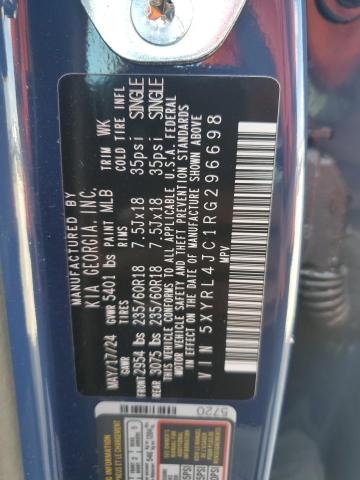 MANUFACTURED BY
KIA GEORGIA, INC.
MAY/17/24 GVWR 5401 lbs PAINT MLB TRIM WK
GAWR RIMS COLD TIRE INFL
FRONT 2954 lbs 235/60R18 7.5JX18 35psi SINGLE
REAR 3075 lbs 235/60R18 7.5JX18 35psi SINGLE
THIS VEHICLE CONFORMS TO ALL APPLICABLE U.S.A. FEDERAL
MOTOR VEHICLE SAFETY AND THEFT PREVENTION STANDARDS
IN EFFECT ON THE DATE OF MANUFACTURE SHOWN ABOVE.
VIN 5XYRL4JC1RG296698
MPV
5720